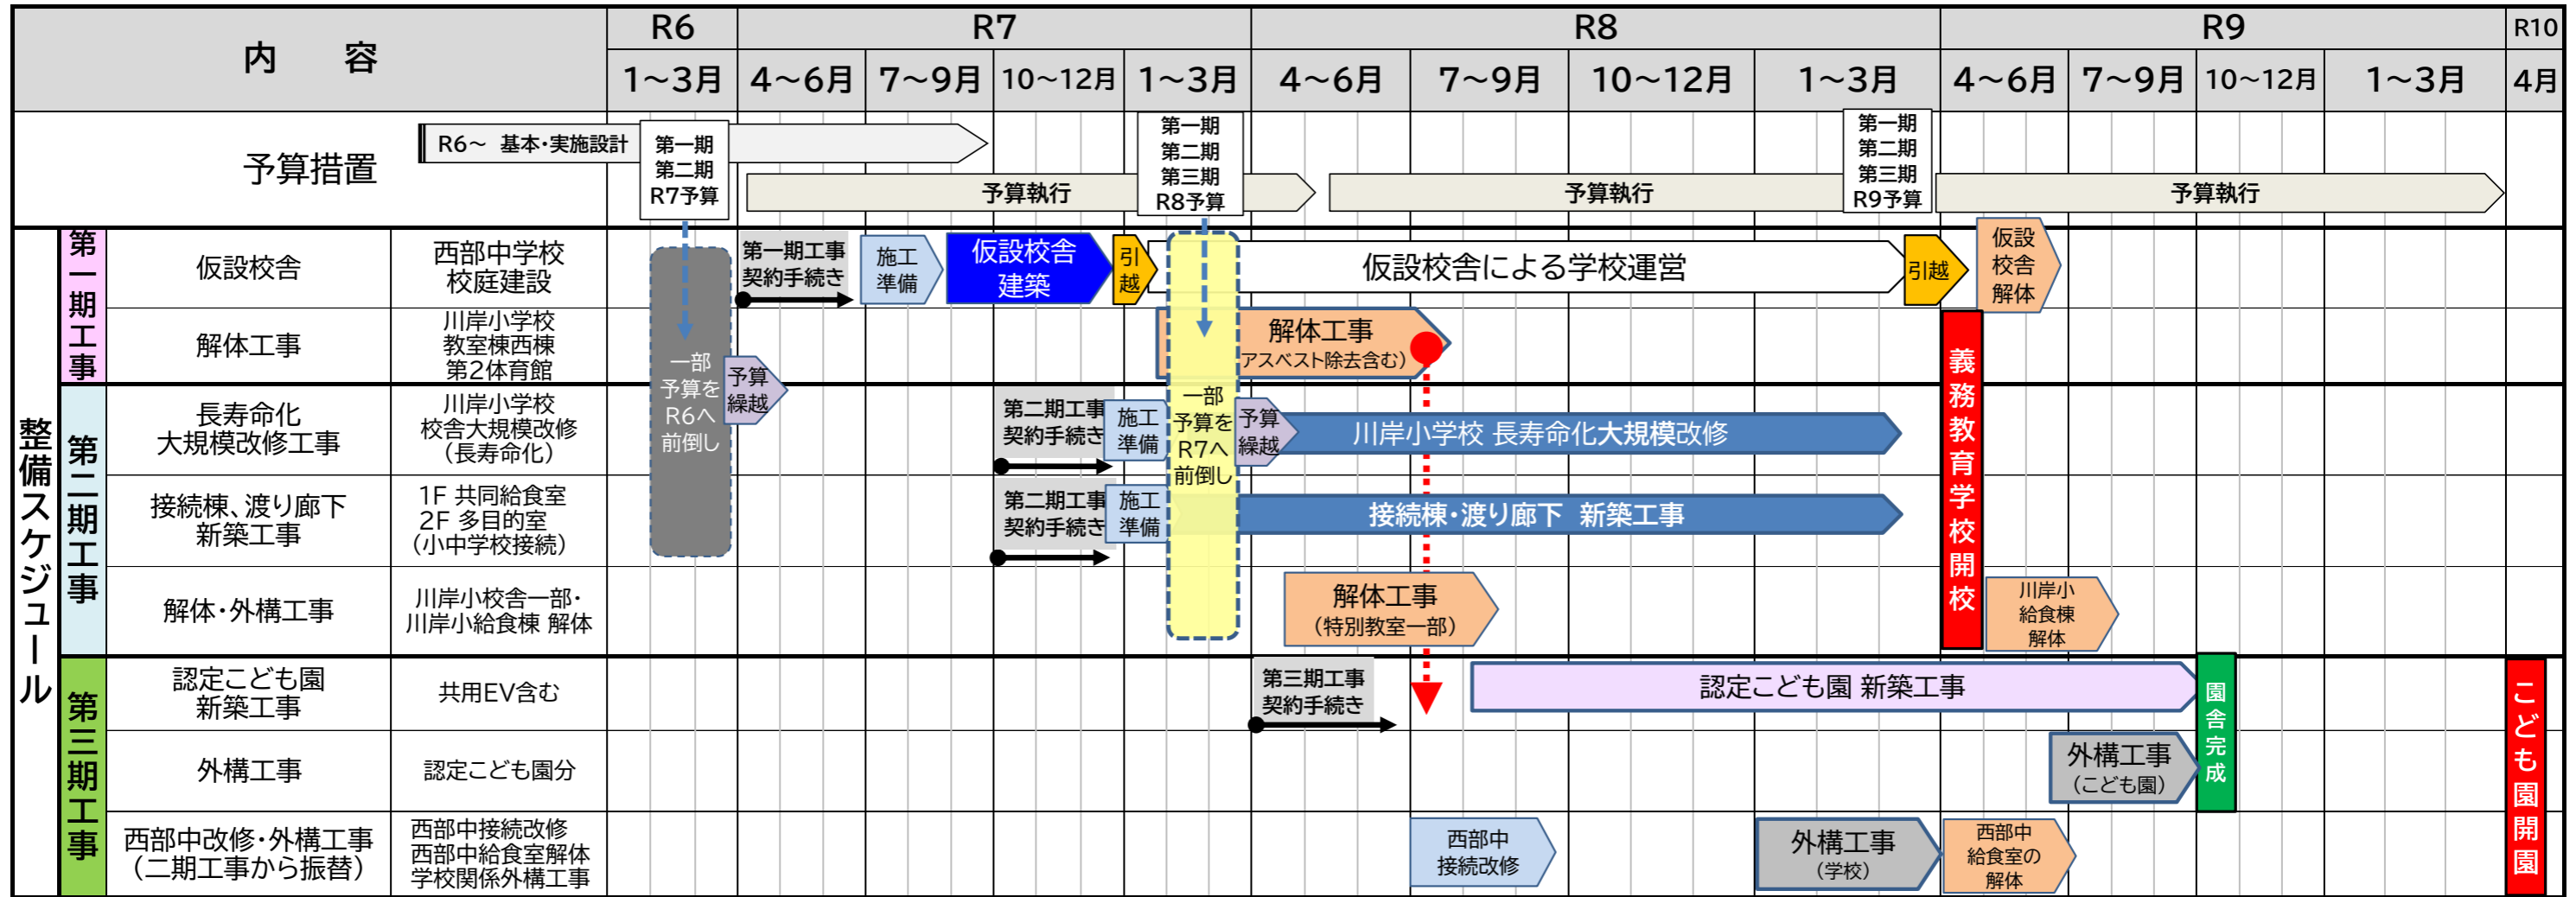 内　容
R6
R7
R8
R9
R10
1～3月
4～6月
7～9月
10～12月
1～3月
4～6月
7～9月
10～12月
1～3月
4～6月
7～9月
10～12月
1～3月
4月
予算措置
R6～ 基本・実施設計
第一期
第二期
R7予算
第一期
第二期
第三期
R8予算
第一期
第二期
第三期
R9予算
予算執行
予算執行
予算執行
整備スケジュール
第一期工事
仮設校舎
西部中学校
校庭建設
第一期工事
契約手続き
施工
準備
仮設校舎
建築
引越
仮設校舎による学校運営
引越
仮設
校舎
解体
解体工事
川岸小学校
教室棟西棟
第2体育館
一部
予算を
R6へ
前倒し
予算
繰越
解体工事
アスベスト除去含む）
義務教育学校開校
第二期工事
長寿命化
大規模改修工事
川岸小学校
校舎大規模改修
（長寿命化）
第二期工事
契約手続き
施工
準備
一部
予算を
R7へ
前倒し
予算
繰越
川岸小学校 長寿命化大規模改修
接続棟、渡り廊下
新築工事
1F 共同給食室
2F 多目的室
（小中学校接続）
第二期工事
契約手続き
施工
準備
接続棟・渡り廊下 新築工事
解体・外構工事
川岸小校舎一部・
川岸小給食棟 解体
解体工事
（特別教室一部）
川岸小
給食棟
解体
第三期工事
認定こども園
新築工事
共用EV含む
第三期工事
契約手続き
認定こども園 新築工事
園舎完成
こども園開園
外構工事
認定こども園分
外構工事
（こども園）
西部中改修・外構工事
（二期工事から振替）
西部中接続改修
西部中給食室解体
学校関係外構工事
西部中
接続改修
外構工事
（学校）
西部中
給食室の
解体